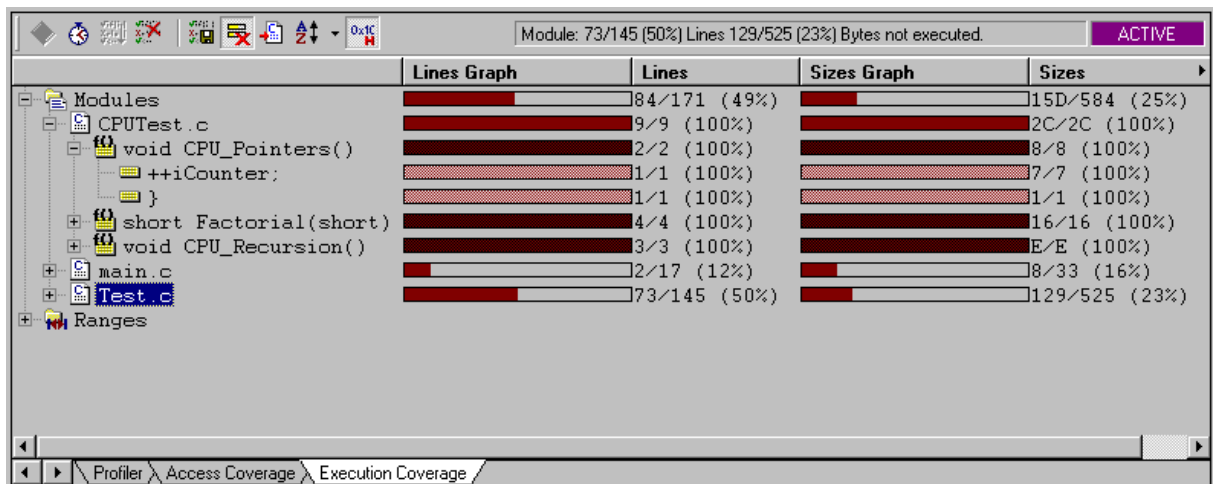 0x1C
H
A
Z
Module: 73/145 (50%) Lines 129/525 (23%) Bytes not executed.
ACTIVE
Lines Graph Lines Sizes Graph Sizes
Modules 84/171 (49%) 15D/584 (25%)
CPUTest.c 9/9 (100%) 2C/2C (100%)
void CPU_Pointers() 2/2 (100%) 8/8 (100%)
++iCounter; 1/1 (100%) 7/7 (100%)
} 1/1 (100%) 1/1 (100%)
short Factorial(short) 4/4 (100%) 16/16 (100%)
void CPU_Recursion() 3/3 (100%) E/E (100%)
main.c 2/17 (12%) 8/33 (16%)
Test.c 73/145 (50%) 129/525 (23%)
Ranges
Profiler Access Coverage Execution Coverage